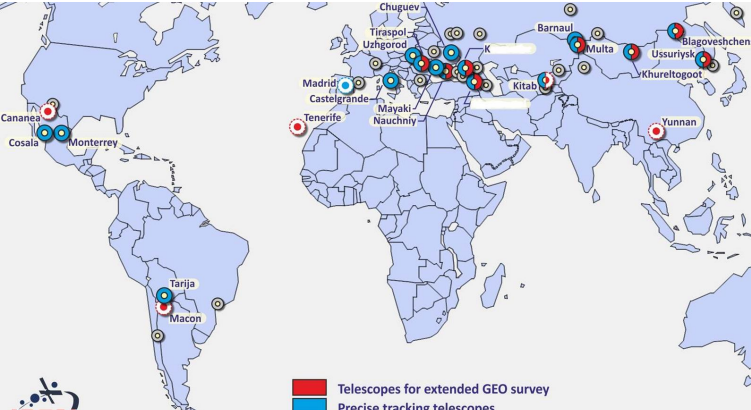 Chuguev
Tiraspol
Uzhgorod
K
Barnaul
Multa
Blagoveshchens
Ussuriysk
Khureltogoot
Madrid
Castelgrande
Mayaki
Nauchniy
Kitab
Tenerife
Yunnan
Cananea
Cosala
Monterrey
Tarija
Macon
Telescopes for extended GEO survey
Precise tracking telescopes